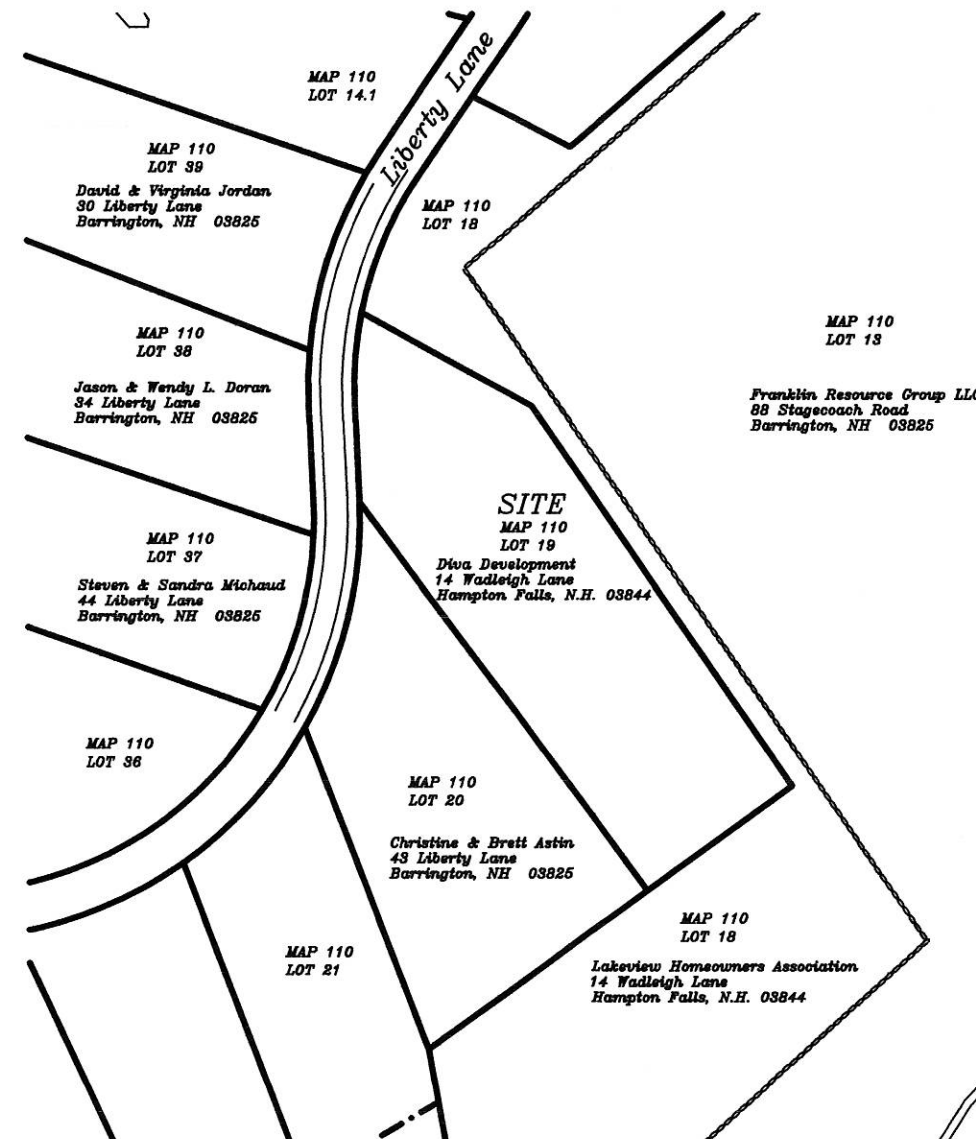 MAP 110
LOT 14.1
Liberty Lane
MAP 110
LOT 39
David & Virginia Jordan
30 Liberty Lane
Barrington, NH 03825
MAP 110
LOT 18
MAP 110
LOT 38
Jason & Wendy L. Doran
34 Liberty Lane
Barrington, NH 03825
MAP 110
LOT 13
Franklin Resource Group LLC
88 Stagecoach Road
Barrington, NH 03825
SITE
MAP 110
LOT 19
Diva Development
14 Wadleigh Lane
Hampton Falls, N.H. 03844
MAP 110
LOT 37
Steven & Sandra Michaud
44 Liberty Lane
Barrington, NH 03825
MAP 110
LOT 36
MAP 110
LOT 20
Christine & Brett Astin
43 Liberty Lane
Barrington, NH 03825
MAP 110
LOT 21
MAP 110
LOT 18
Lakeview Homeowners Association
14 Wadleigh Lane
Hampton Falls, N.H. 03844